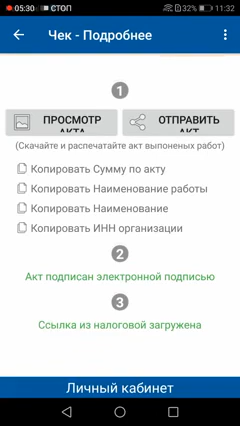 05:30 СТОП 11:32
Чек - Подробнее
1
ПРОСМОТР АКТА
ОТПРАВИТЬ АКТ
(Скачайте и распечатайте акт выпоненых работ)
Копировать Сумму по акту
Копировать Наименование работы
Копировать Наименование
Копировать ИНН организации
2
Акт подписан электронной подписью
3
Ссылка из налоговой загружена
Личный кабинет